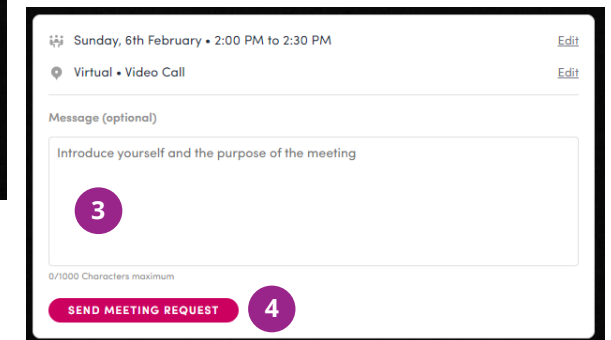 Sunday, 6th February • 2:00 PM to 2:30 PM Edit
Virtual • Video Call Edit
Message (optional)
Introduce yourself and the purpose of the meeting
3
0/1000 Characters maximum
SEND MEETING REQUEST 4